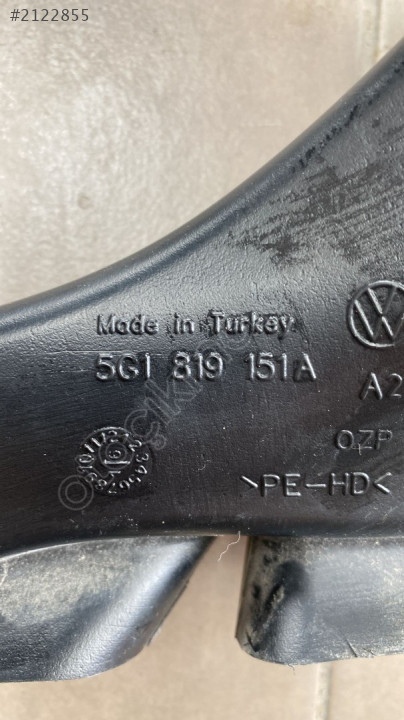 #2122855
Made in Turkey
5G1 819 151A
A2
OZP
>PE-HD<